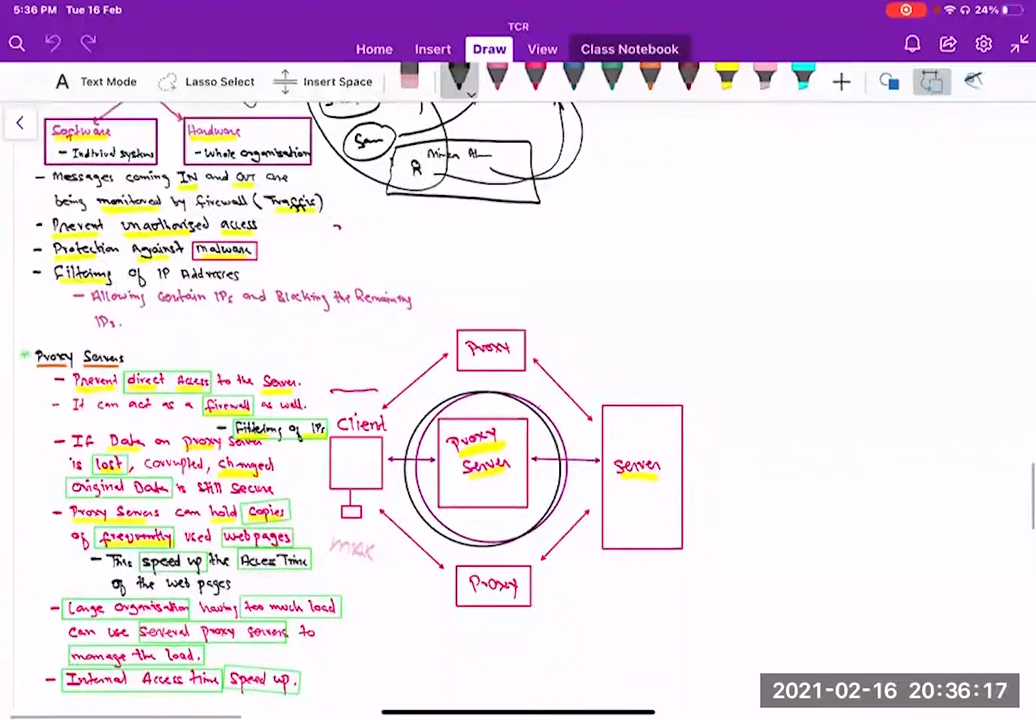 5:36 PM Tue 16 Feb
24%
TCR
Home Insert Draw View Class Notebook
A Text Mode Lasso Select Insert Space
Software
- Individ system
Hardware
- Whole organisation
Sam
- Messages coming IN and OUT are
being monitored by firewall (Traffic)
- Prevent unauthorized access
- Protection Against malware
- Filtering of IP Addresses
- Allowing certain IPs and Blocking the Remaining
IPs.
* Proxy Servers
- Prevent direct Access to the Server.
- It can act as a firewall as well.
- Filtering of IPs
- If Data on proxy server
is lost, corrupted, changed
original Data is still secure
- Proxy Servers can hold copies
of frequently used webpages
- This speed up the Access Time
of the web pages
- Large organisation having too much load
can use several proxy servers to
manage the load.
- Internal Access time Speed up.
Proxy
Client
Proxy
Server
Server
Proxy
2021-02-16 20:36:17